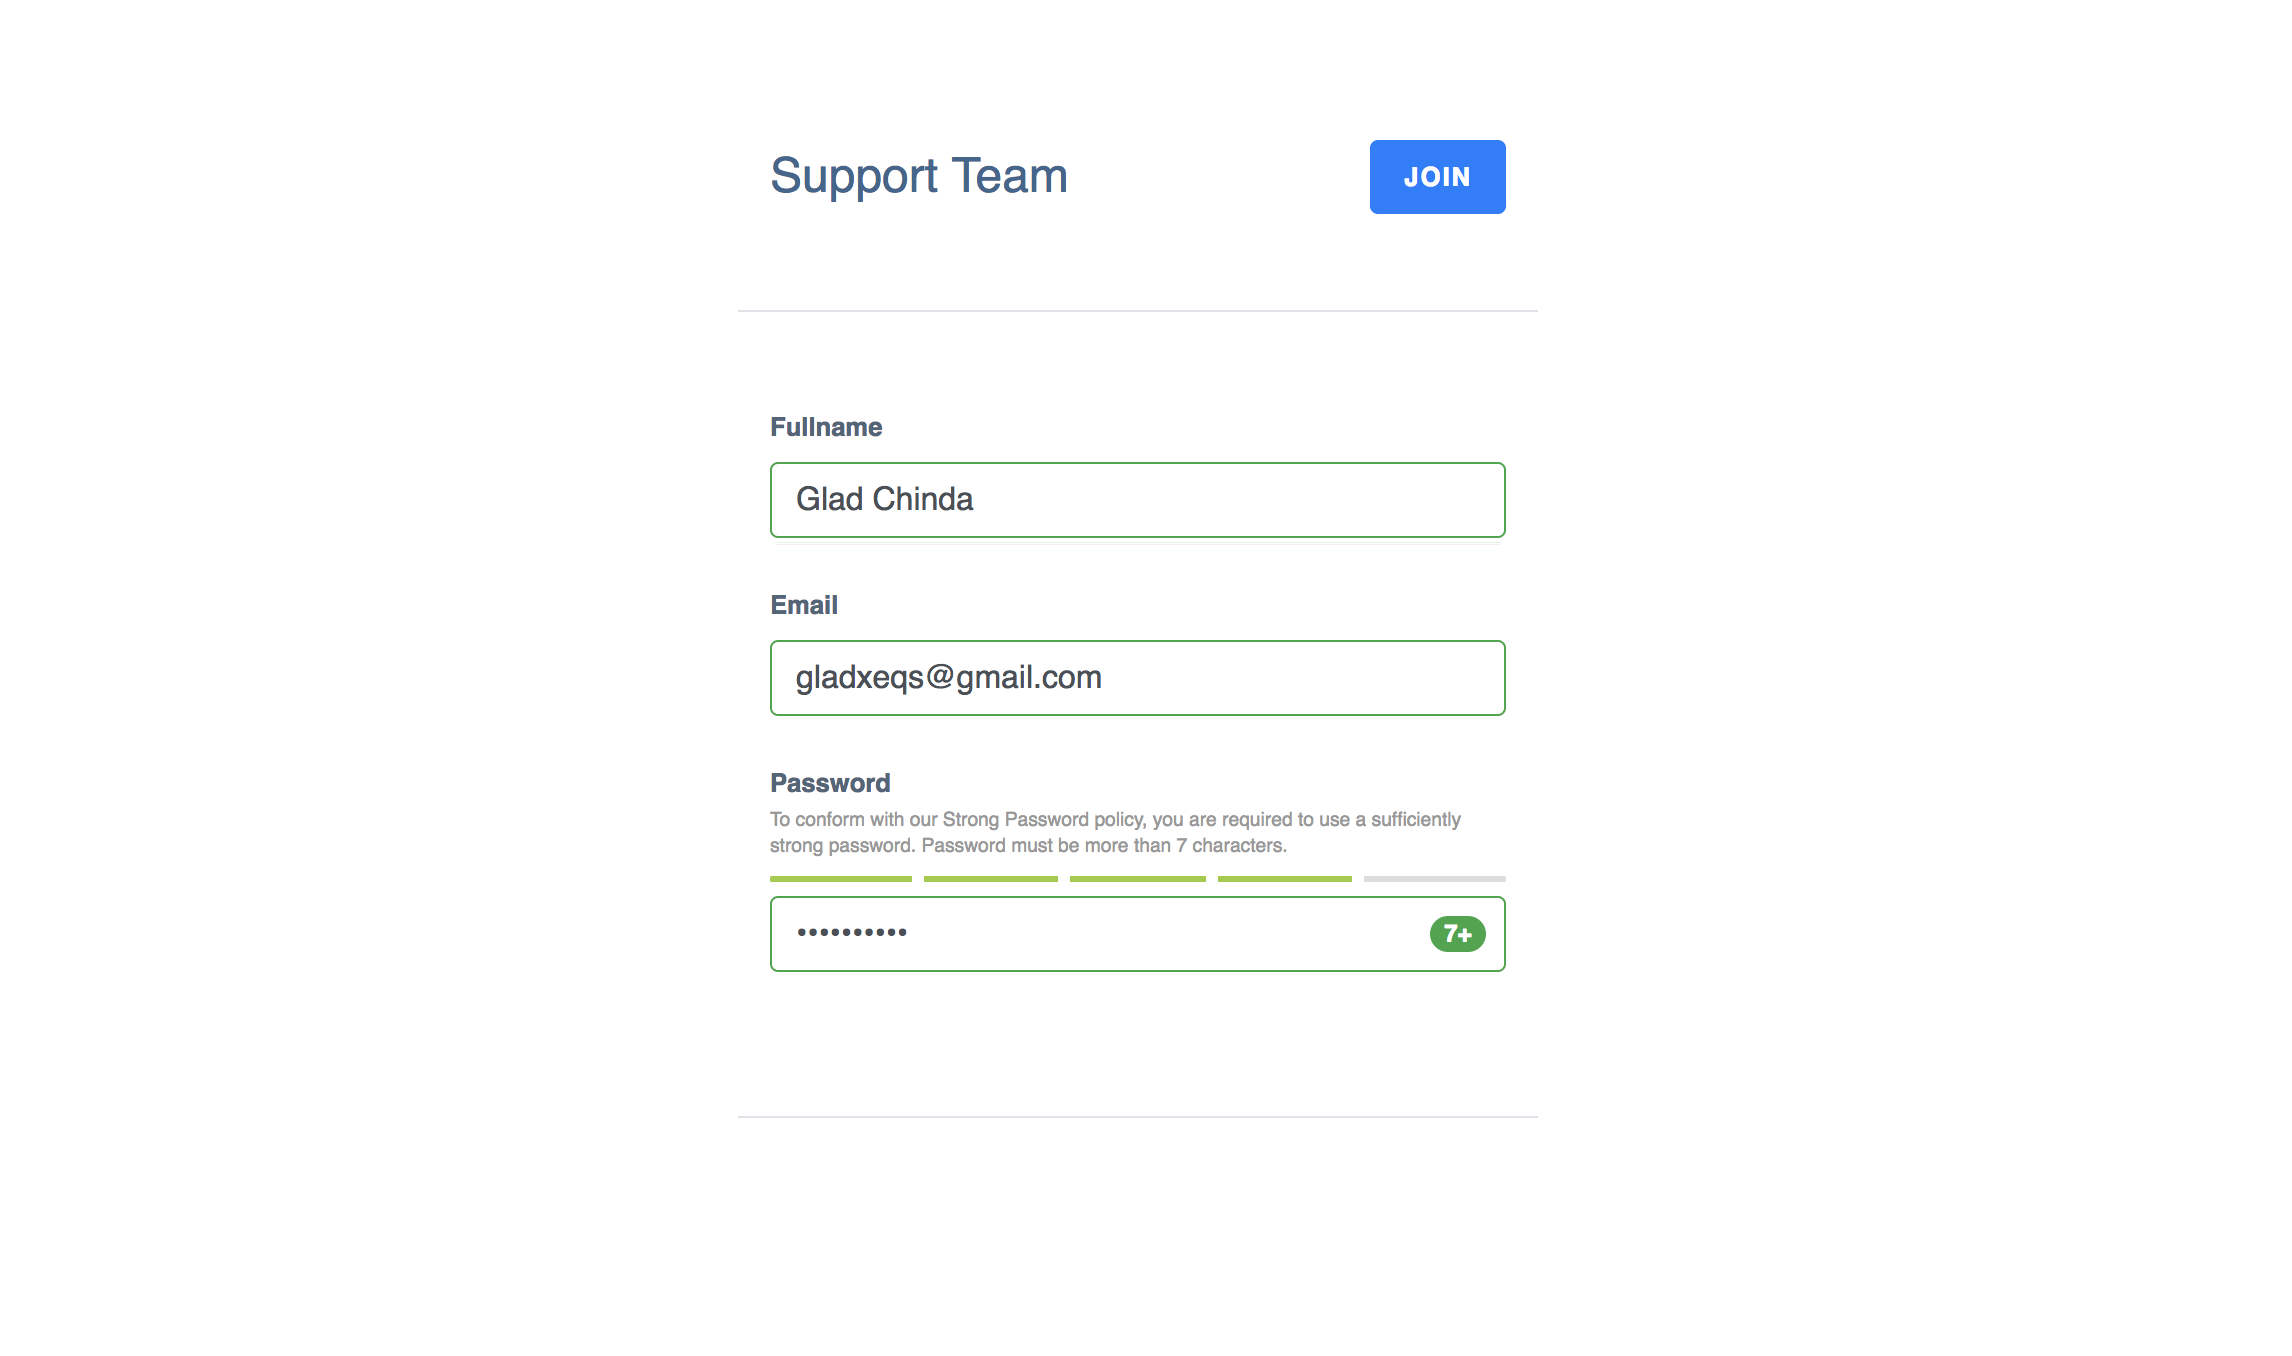 Support Team
JOIN
Fullname
Glad Chinda
Email
gladxeqs@gmail.com
Password
To conform with our Strong Password policy, you are required to use a sufficiently
strong password. Password must be more than 7 characters.
••••••••••
7+